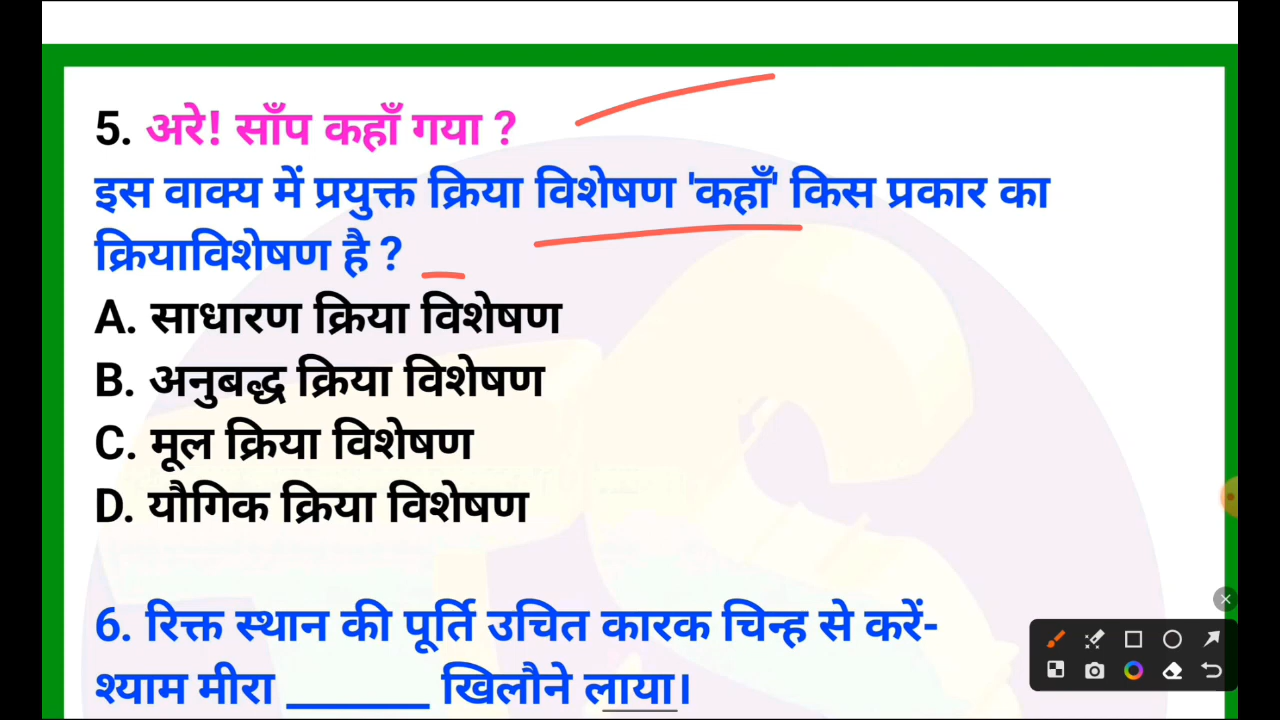 5. अरे! साँप कहाँ गया ?
इस वाक्य में प्रयुक्त क्रिया विशेषण 'कहाँ' किस प्रकार का
क्रियाविशेषण है ?
A. साधारण क्रिया विशेषण
B. अनुबद्ध क्रिया विशेषण
C. मूल क्रिया विशेषण
D. यौगिक क्रिया विशेषण
6. रिक्त स्थान की पूर्ति उचित कारक चिन्ह से करें-
श्याम मीरा ______ खिलौने लाया।